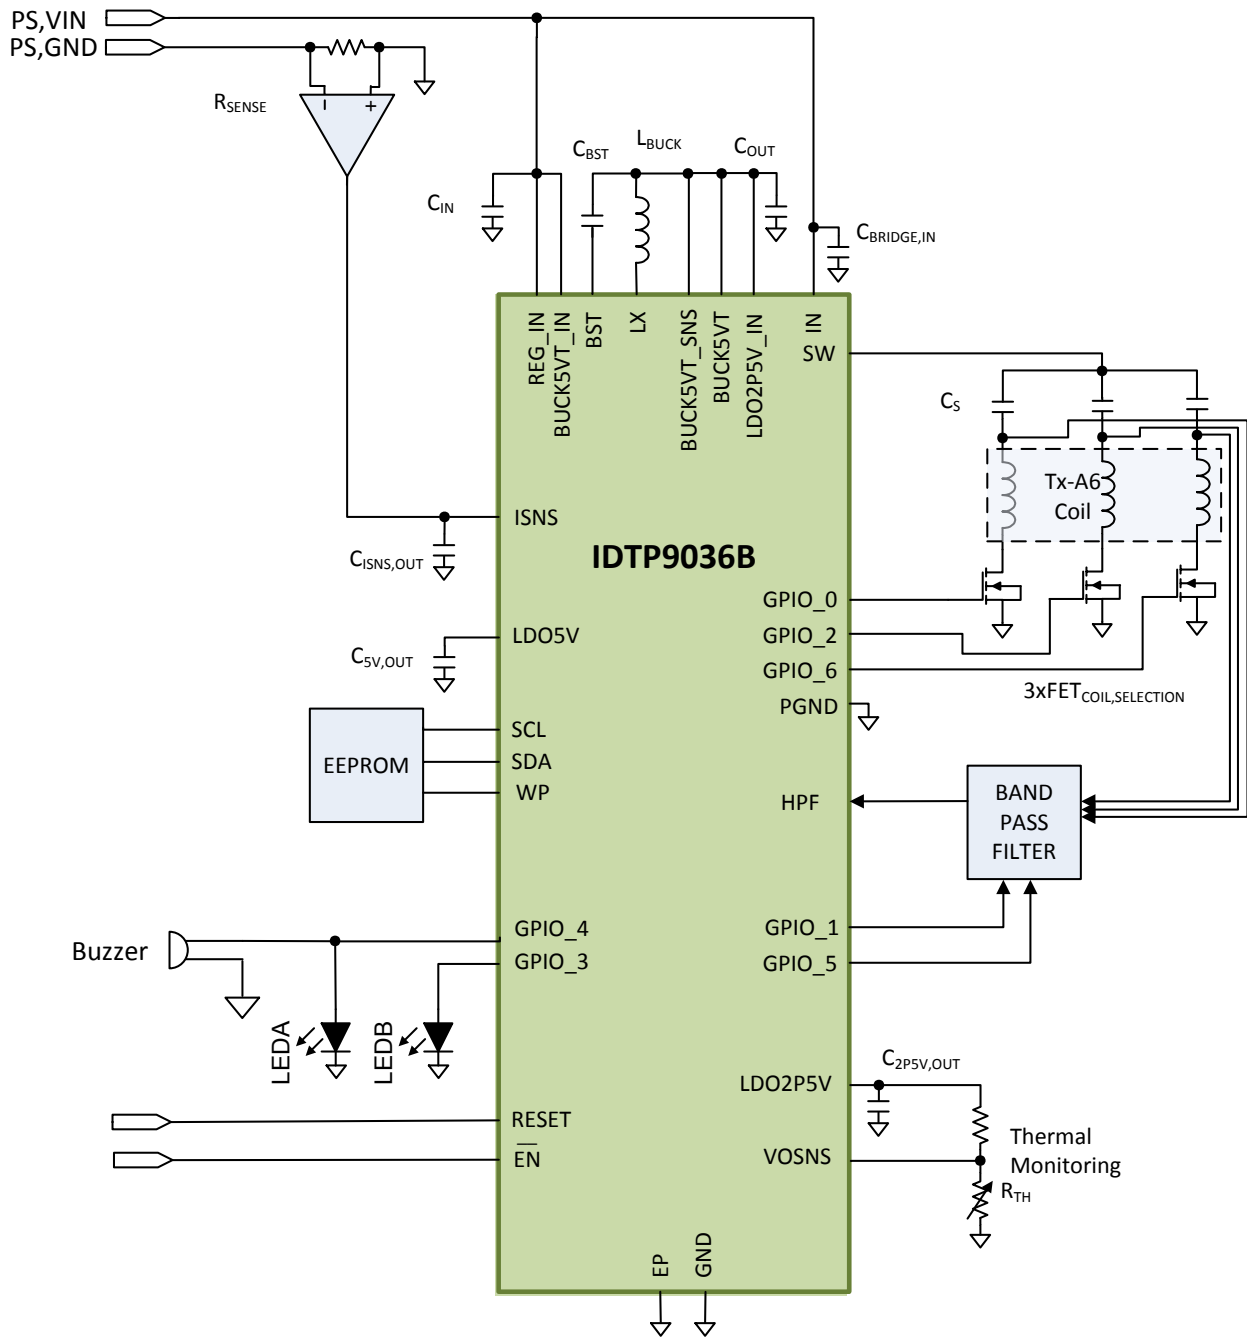 PS,VIN
PS,GND
RSENSE
- +
CIN
CBST
LBUCK
COUT
CBRIDGE,IN
REG_IN
BUCK5VT_IN
BST
LX
BUCK5VT_SNS
BUCK5VT
LDO2P5V_IN
IN
SW
CS
Tx-A6
Coil
ISNS
CISNS,OUT
IDTP9036B
GPIO_0
GPIO_2
GPIO_6
3xFETCOIL,SELECTION
PGND
LDO5V
C5V,OUT
EEPROM
SCL
SDA
WP
HPF
BAND
PASS
FILTER
Buzzer
GPIO_4
GPIO_3
GPIO_1
GPIO_5
LEDA
LEDB
LDO2P5V
C2P5V,OUT
RESET
EN
VOSNS
Thermal
Monitoring
RTH
EP
GND